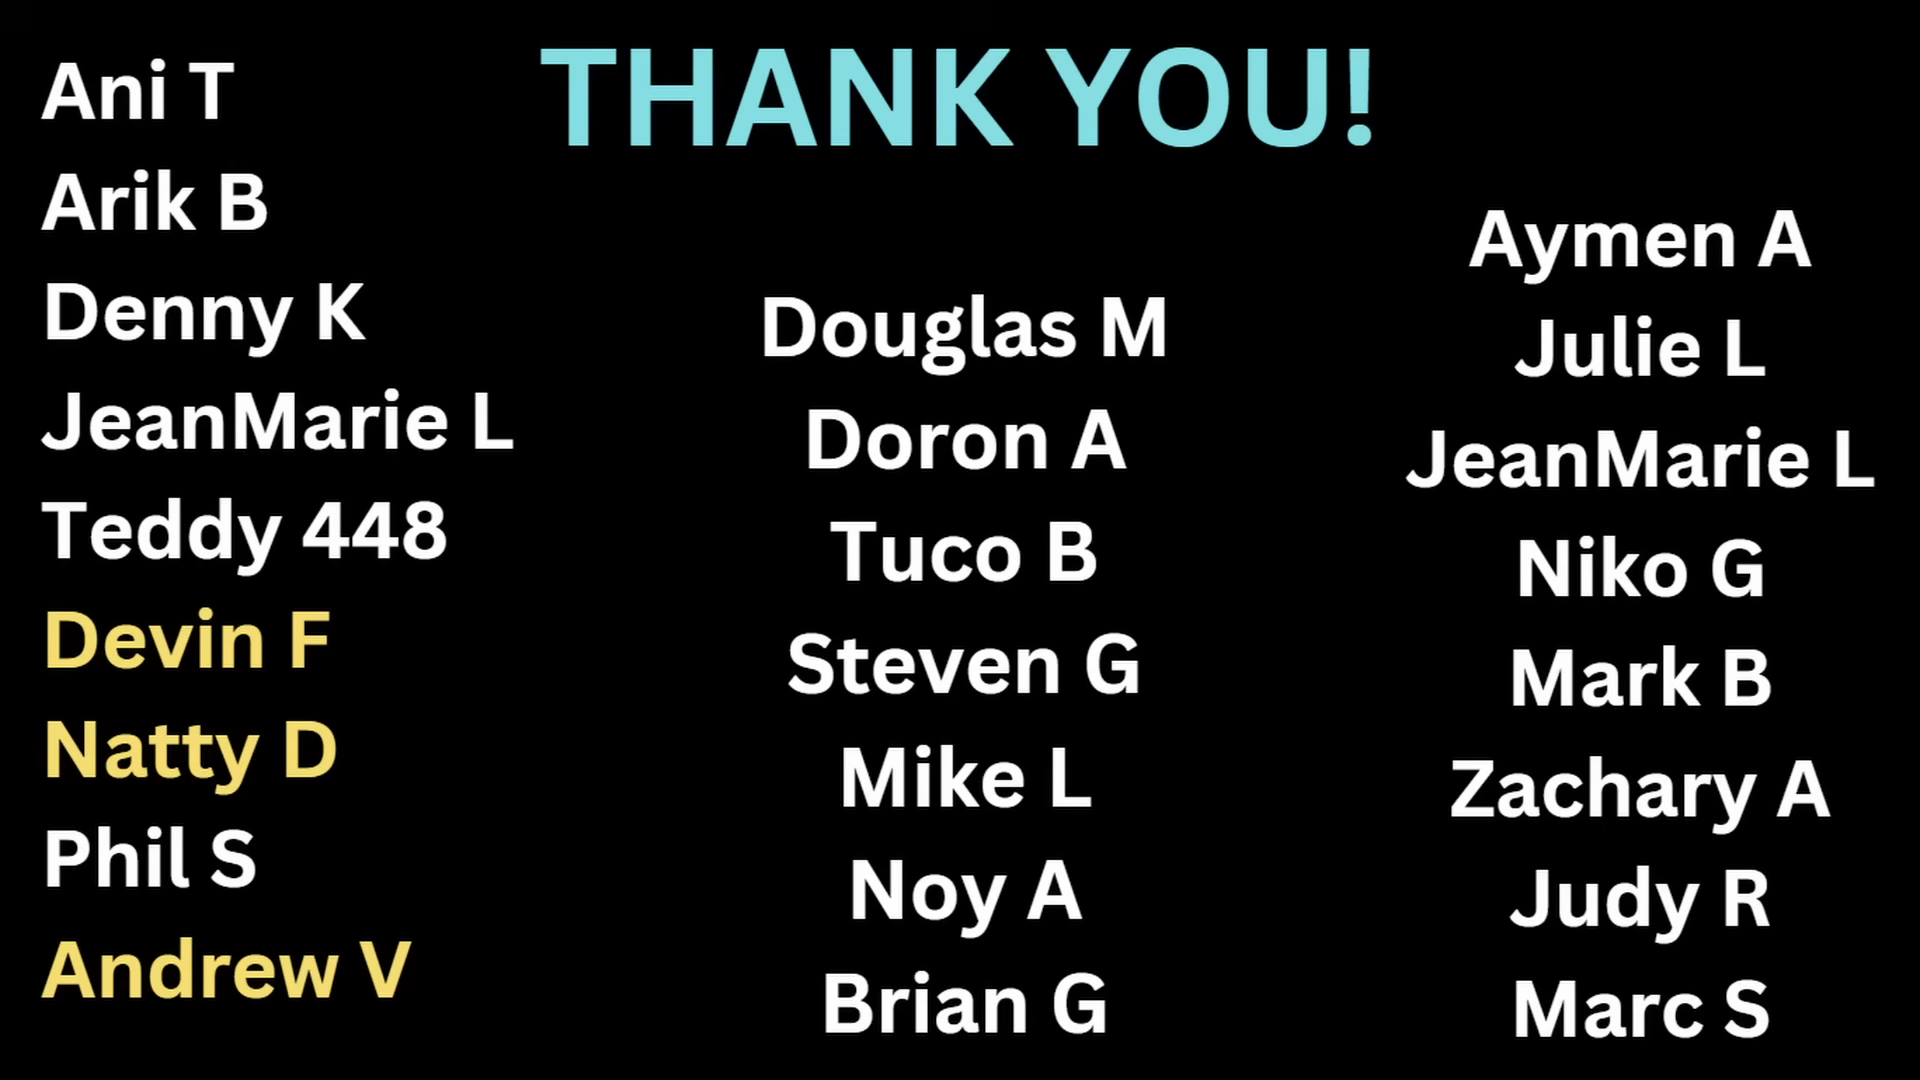 THANK YOU!
Ani T
Arik B
Denny K
JeanMarie L
Teddy 448
Devin F
Natty D
Phil S
Andrew V
Douglas M
Doron A
Tuco B
Steven G
Mike L
Noy A
Brian G
Aymen A
Julie L
JeanMarie L
Niko G
Mark B
Zachary A
Judy R
Marc S